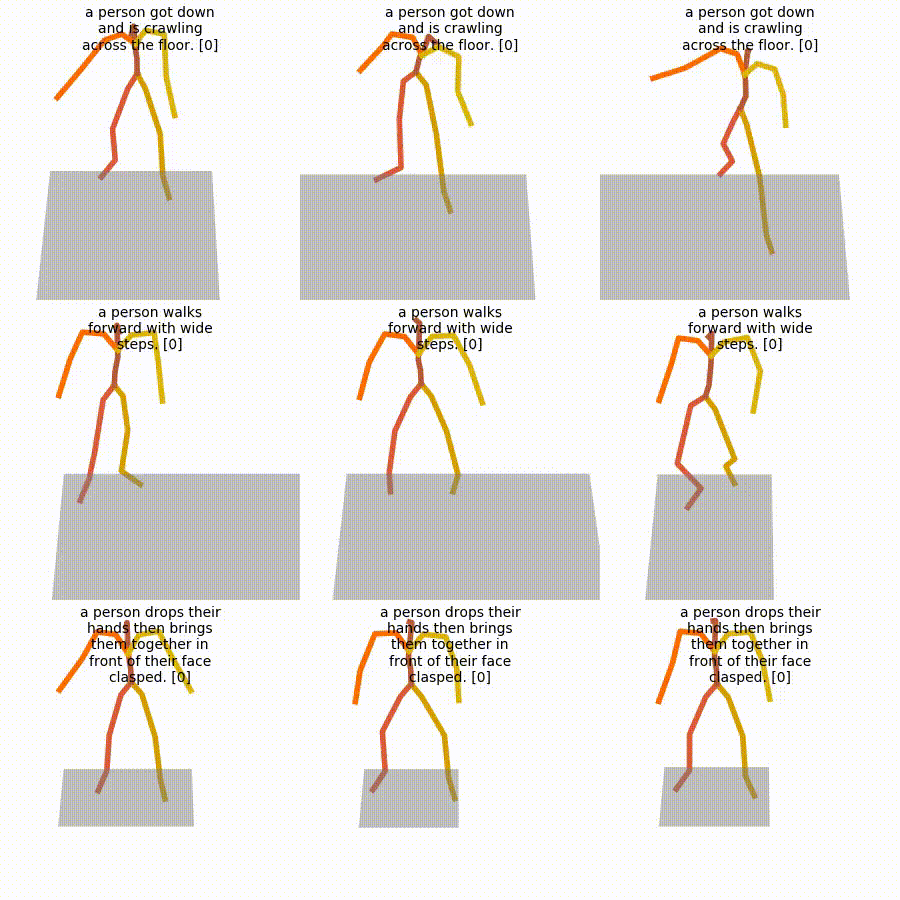 a person got down
and is crawling
across the floor. [0]
a person got down
and is crawling
across the floor. [0]
a person got down
and is crawling
across the floor. [0]
a person walks
forward with wide
steps. [0]
a person walks
forward with wide
steps. [0]
a person walks
forward with wide
steps. [0]
a person drops their
hands then brings
them together in
front of their face
clasped. [0]
a person drops their
hands then brings
them together in
front of their face
clasped. [0]
a person drops their
hands then brings
them together in
front of their face
clasped. [0]